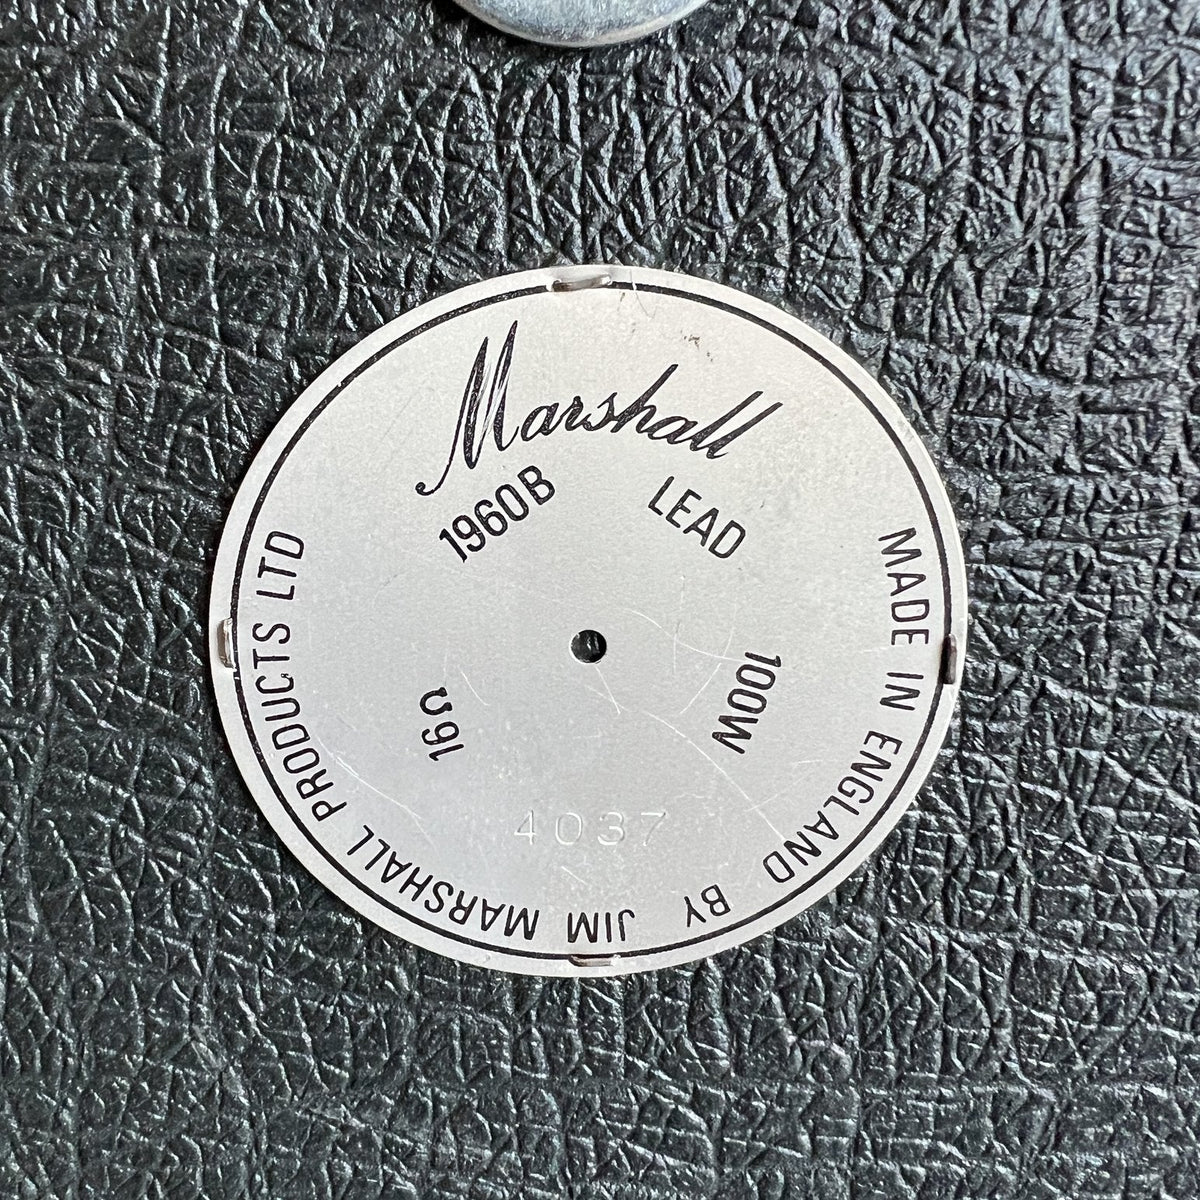 Marshall
1960B LEAD
100W
16Ω
4037
MADE IN ENGLAND BY JIM MARSHALL PRODUCTS LTD